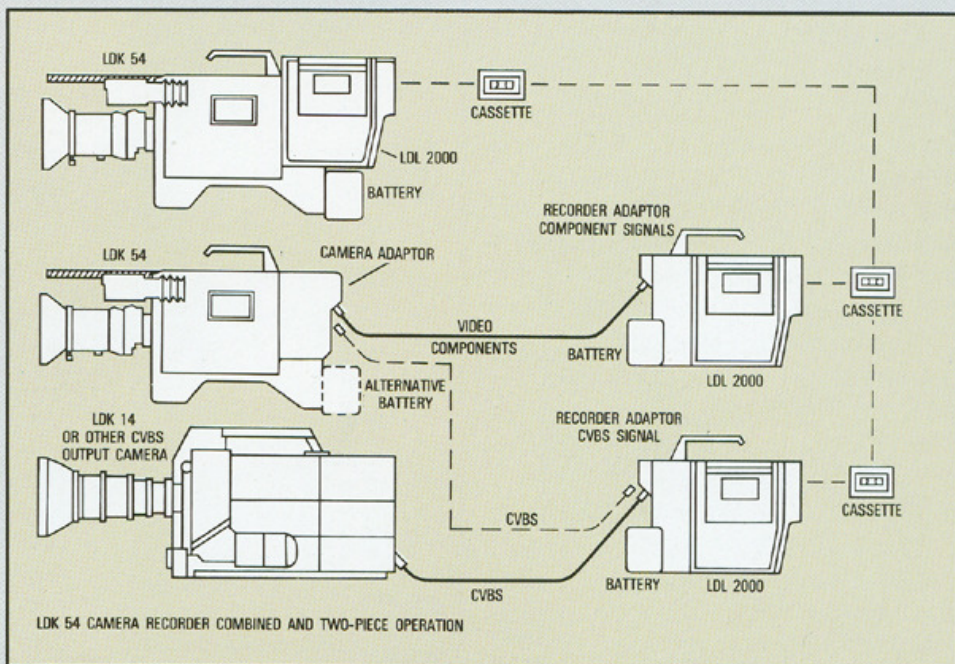 LDK 54
CASSETTE
LDL 2000
BATTERY
LDK 54
CAMERA ADAPTOR
RECORDER ADAPTOR
COMPONENT SIGNALS
VIDEO
COMPONENTS
BATTERY
LDL 2000
CASSETTE
ALTERNATIVE
BATTERY
LDK 14
OR OTHER CVBS
OUTPUT CAMERA
RECORDER ADAPTOR
CVBS SIGNAL
CVBS
CVBS
BATTERY
LDL 2000
CASSETTE
LDK 54 CAMERA RECORDER COMBINED AND TWO-PIECE OPERATION